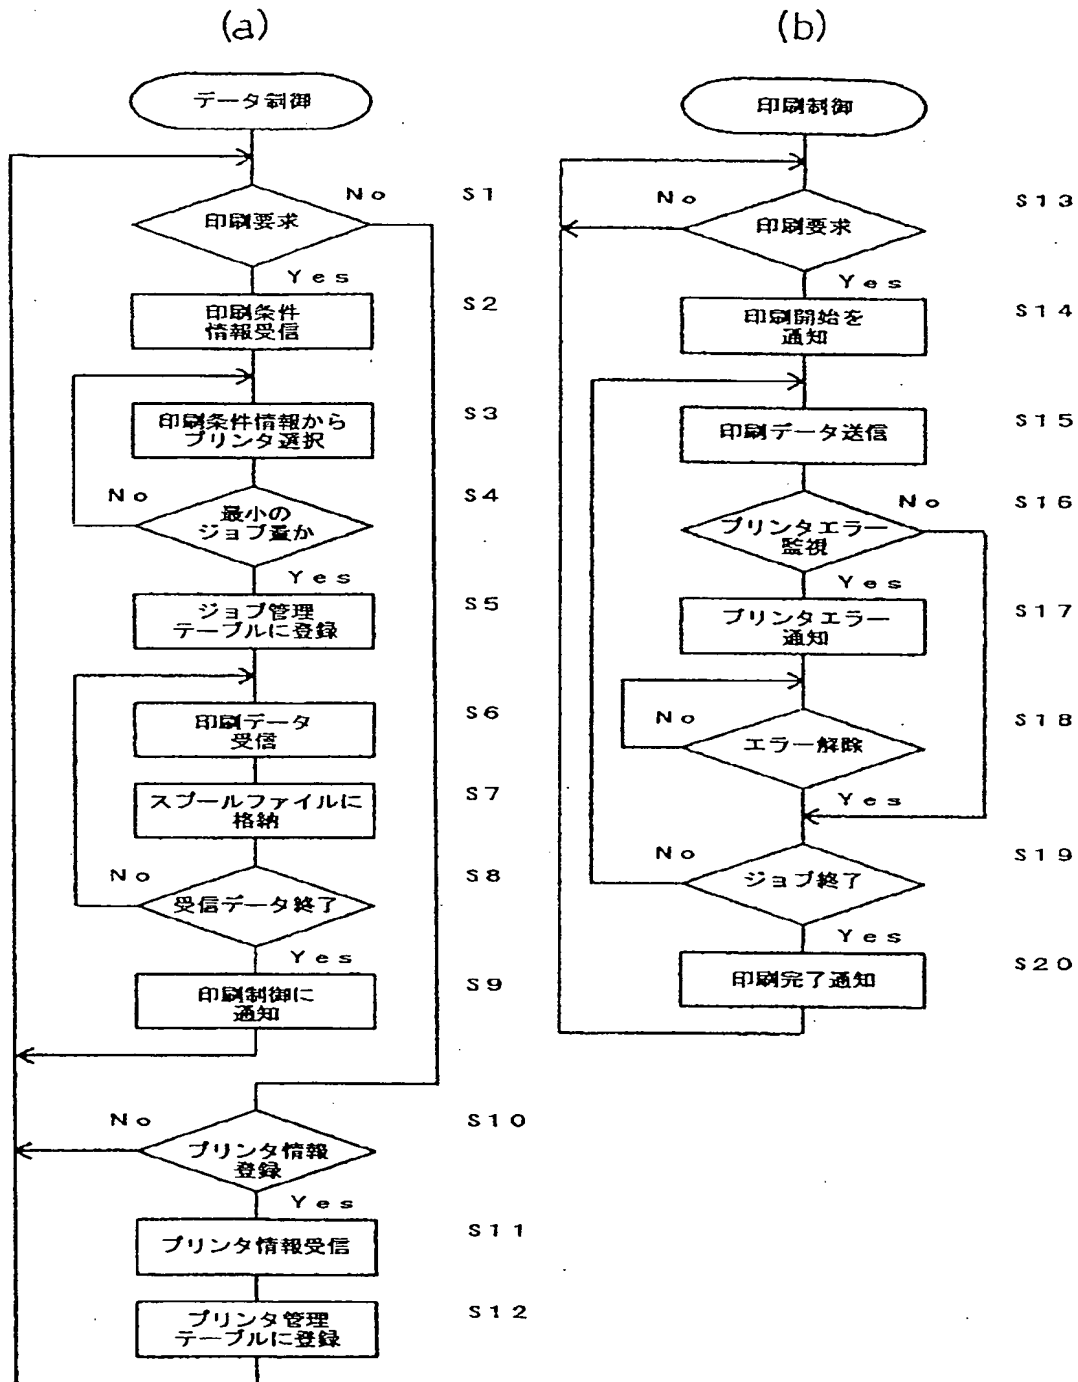 (a)
データ制御
No
S1
印刷要求
Yes
S2
印刷条件
情報受信
S3
印刷条件情報から
プリンタ選択
No
S4
最小の
ジョブ量か
Yes
S5
ジョブ管理
テーブルに登録
S6
印刷データ
受信
S7
スプールファイルに
格納
No
S8
受信データ終了
Yes
S9
印刷制御に
通知
No
S10
プリンタ情報
登録
Yes
S11
プリンタ情報受信
S12
プリンタ管理
テーブルに登録
(b)
印刷制御
No
S13
印刷要求
Yes
S14
印刷開始を
通知
S15
印刷データ送信
No
S16
プリンタエラー
監視
Yes
S17
プリンタエラー
通知
No
S18
エラー解除
Yes
No
S19
ジョブ終了
Yes
S20
印刷完了通知